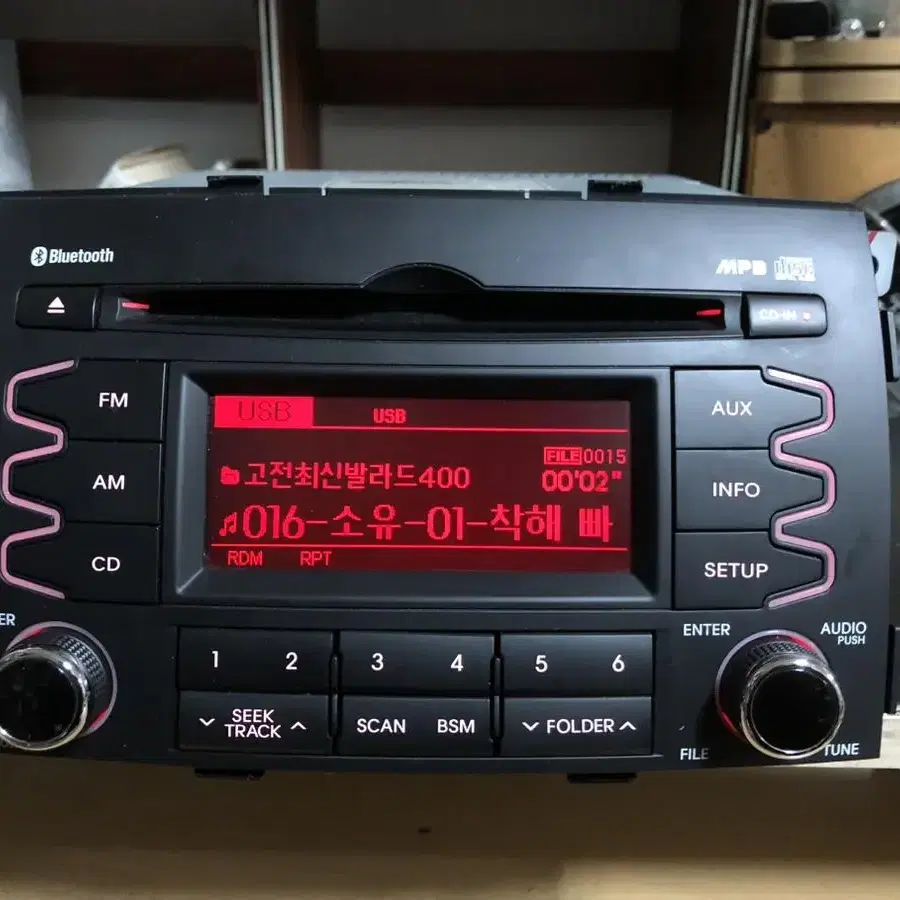 Bluetooth
MP3
CD-IN
FM
USB
USB
AUX
FILE 0015
고전최신발라드400
00'02"
AM
INFO
016-소유-01-착해 빠
CD
RDM RPT
SETUP
ER
ENTER
AUDIO
PUSH
1 2 3 4 5 6
SEEK
TRACK
SCAN BSM
FOLDER
FILE
TUNE